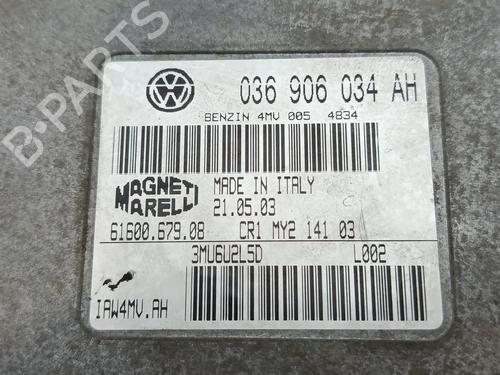 B-PARTS
036 906 034 AH
BENZIN 4MV 005 4834
MAGNETI MARELLI
MADE IN ITALY
21.05.03
61600.679.08 CR1 MY2 141 03
3MU6U2L5D L002
IAW4MV.AH